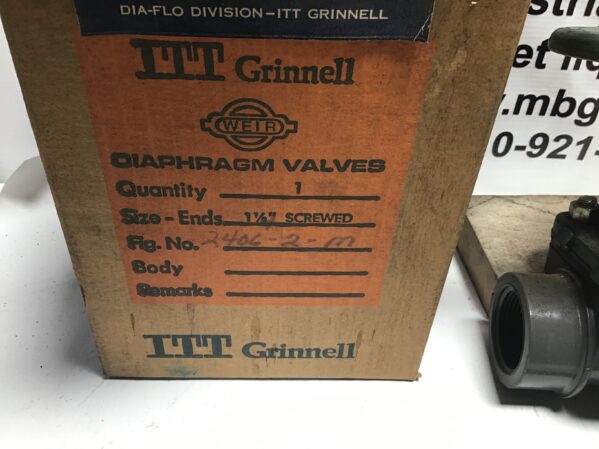 DIA-FLO DIVISION-ITT GRINNELL
ITT Grinnell
WEIR
DIAPHRAGM VALVES
Quantity 1
Size - Ends 1½" SCREWED
Fig. No. 2406-2-M
Body
Remarks
ITT Grinnell